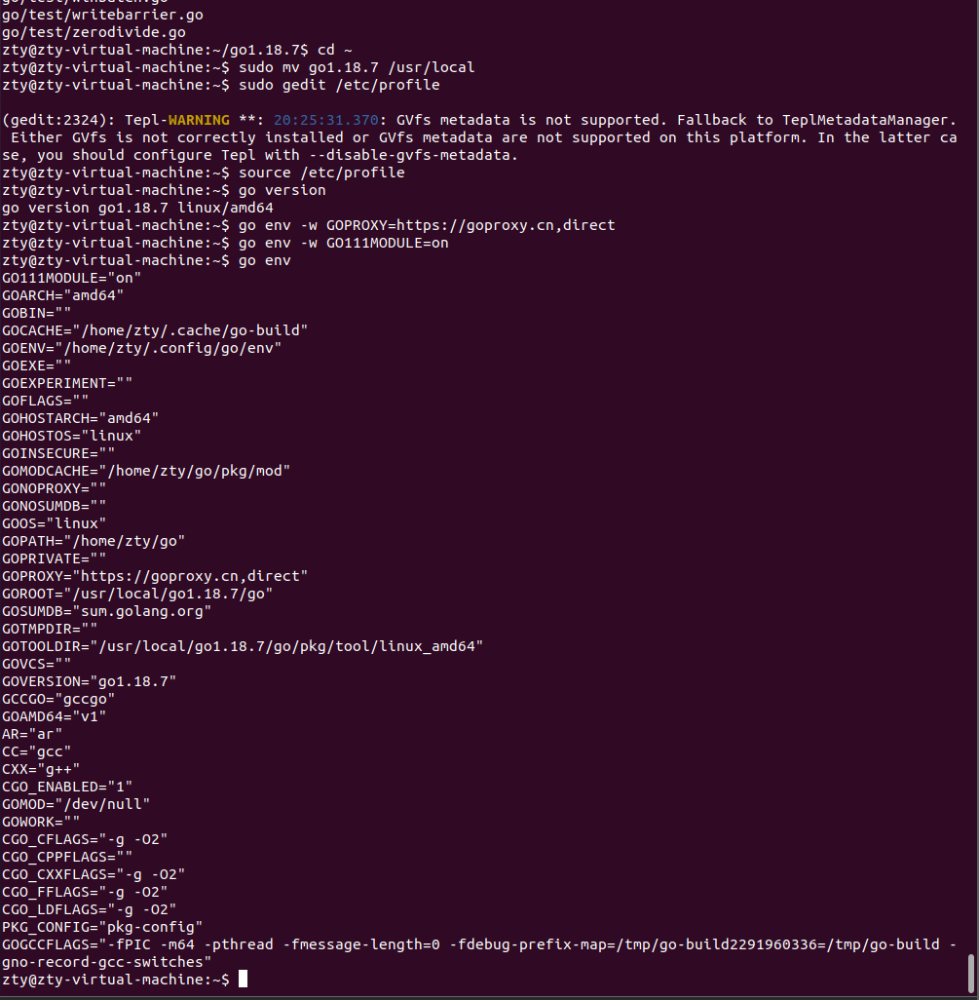 go/test/writebarrier.go
go/test/zerodivide.go
zty@zty-virtual-machine:~/go1.18.7$ cd ~
zty@zty-virtual-machine:~$ sudo mv go1.18.7 /usr/local
zty@zty-virtual-machine:~$ sudo gedit /etc/profile
(gedit:2324): Tepl-WARNING **: 20:25:31.370: GVfs metadata is not supported. Fallback to TeplMetadataManager.
Either GVfs is not correctly installed or GVfs metadata are not supported on this platform. In the latter ca
se, you should configure Tepl with --disable-gvfs-metadata.
zty@zty-virtual-machine:~$ source /etc/profile
zty@zty-virtual-machine:~$ go version
go version go1.18.7 linux/amd64
zty@zty-virtual-machine:~$ go env -w GOPROXY=https://goproxy.cn,direct
zty@zty-virtual-machine:~$ go env -w GO111MODULE=on
zty@zty-virtual-machine:~$ go env
GO111MODULE="on"
GOARCH="amd64"
GOBIN=""
GOCACHE="/home/zty/.cache/go-build"
GOENV="/home/zty/.config/go/env"
GOEXE=""
GOEXPERIMENT=""
GOFLAGS=""
GOHOSTARCH="amd64"
GOHOSTOS="linux"
GOINSECURE=""
GOMODCACHE="/home/zty/go/pkg/mod"
GONOPROXY=""
GONOSUMDB=""
GOOS="linux"
GOPATH="/home/zty/go"
GOPRIVATE=""
GOPROXY="https://goproxy.cn,direct"
GOROOT="/usr/local/go1.18.7/go"
GOSUMDB="sum.golang.org"
GOTMPDIR=""
GOTOOLDIR="/usr/local/go1.18.7/go/pkg/tool/linux_amd64"
GOVCS=""
GOVERSION="go1.18.7"
GCCGO="gccgo"
GOAMD64="v1"
AR="ar"
CC="gcc"
CXX="g++"
CGO_ENABLED="1"
GOMOD="/dev/null"
GOWORK=""
CGO_CFLAGS="-g -O2"
CGO_CPPFLAGS=""
CGO_CXXFLAGS="-g -O2"
CGO_FFLAGS="-g -O2"
CGO_LDFLAGS="-g -O2"
PKG_CONFIG="pkg-config"
GOGCCFLAGS="-fPIC -m64 -pthread -fmessage-length=0 -fdebug-prefix-map=/tmp/go-build2291960336=/tmp/go-build -
gno-record-gcc-switches"
zty@zty-virtual-machine:~$